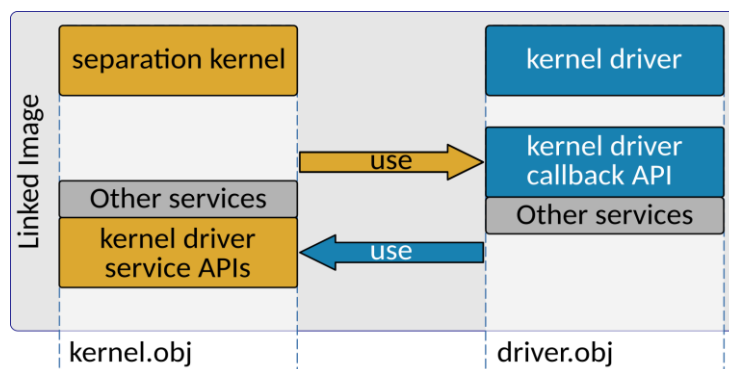 Linked Image
separation kernel
kernel driver
use
kernel driver
callback API
Other services
Other services
kernel driver
service APIs
use
kernel.obj
driver.obj